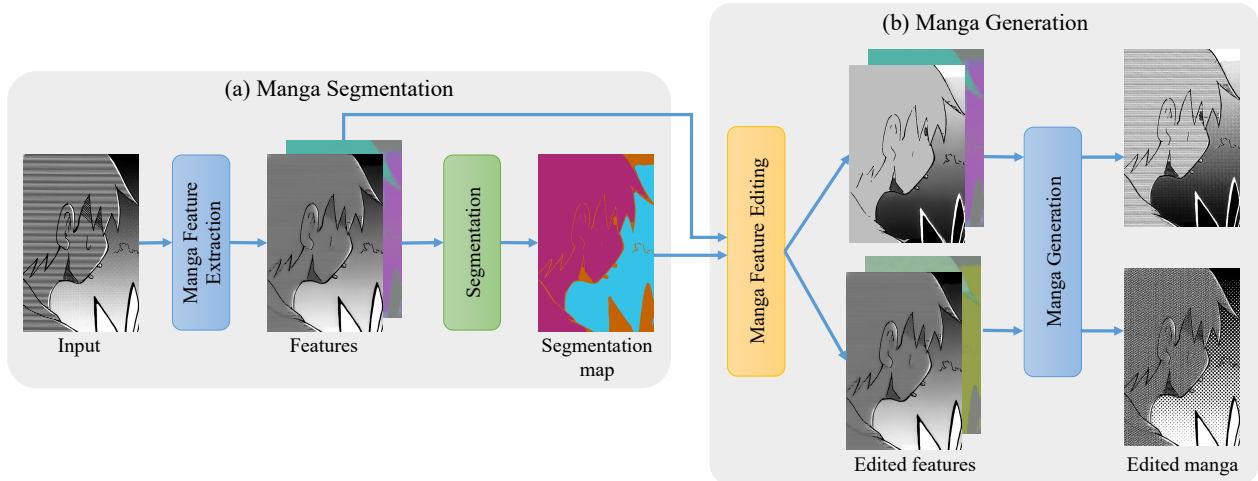 (a) Manga Segmentation
Input
Manga Feature
Extraction
Features
Segmentation
Segmentation
map
(b) Manga Generation
Manga Feature Editing
Edited features
Manga Generation
Edited manga